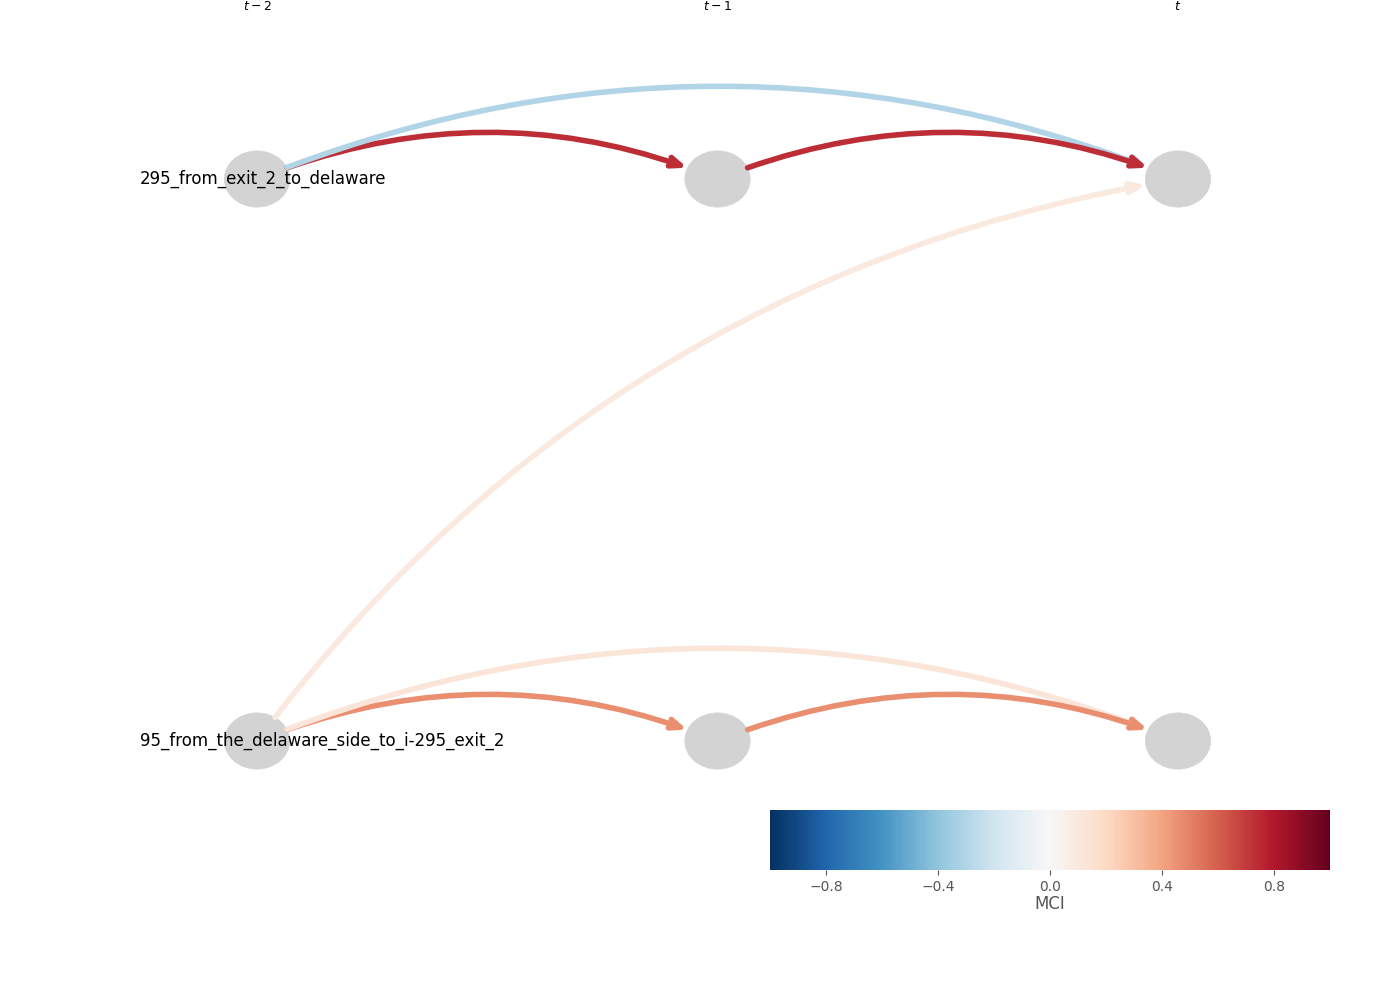 t − 2 t − 1 t
295_from_exit_2_to_delaware
95_from_the_delaware_side_to_i-295_exit_2
−0.8 −0.4 0.0 0.4 0.8
MCI